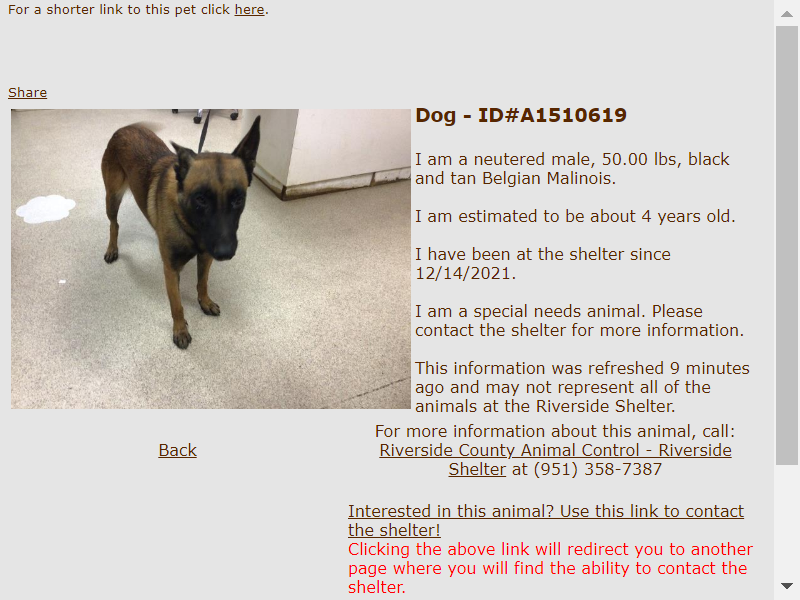 For a shorter link to this pet click here.
Share
Dog - ID#A1510619
I am a neutered male, 50.00 lbs, black
and tan Belgian Malinois.
I am estimated to be about 4 years old.
I have been at the shelter since
12/14/2021.
I am a special needs animal. Please
contact the shelter for more information.
This information was refreshed 9 minutes
ago and may not represent all of the
animals at the Riverside Shelter.
Back
For more information about this animal, call:
Riverside County Animal Control - Riverside
Shelter at (951) 358-7387
Interested in this animal? Use this link to contact
the shelter!
Clicking the above link will redirect you to another
page where you will find the ability to contact the
shelter.